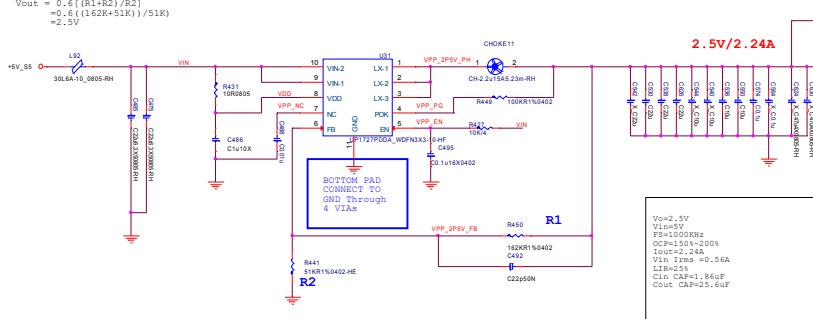 Vout = 0.6[(R1+R2)/R2]
=0.6((162K+51K))/51K)
=2.5V
2.5V/2.24A
+5V_S5
L92
30L6A-10_0805-RH
VIN
R431
10R0805
VDD
VPP_NC
C486
C1u10X
C0.01u
U31
10
9
8
7
6
VIN-2
VIN-1
VDD
NC
FB
LX-1
LX-2
LX-3
POK
EN
GND
1
2
3
4
5
11
UP1727PDDA_WDFN3X3-10-HF
VPP_2P5V_PH
1
2
CHOKE11
CH-2.2u15A5.23m-RH
VPP_PG
R449
100KR1%0402
VPP_EN
R427
10K/4
VIN
C495
C0.1u16X0402
BOTTOM PAD
CONNECT TO
GND Through
4 VIAs
VPP_2P5V_FB
R450
R1
162KR1%0402
C492
C22p50N
R441
51KR1%0402-HE
R2
Vo=2.5V
Vin=5V
FS=1000KHz
OCP=150%~200%
Iout=2.24A
Vin Irms =0.56A
LIR=25%
Cin CAP=1.86uF
Cout CAP=25.6uF